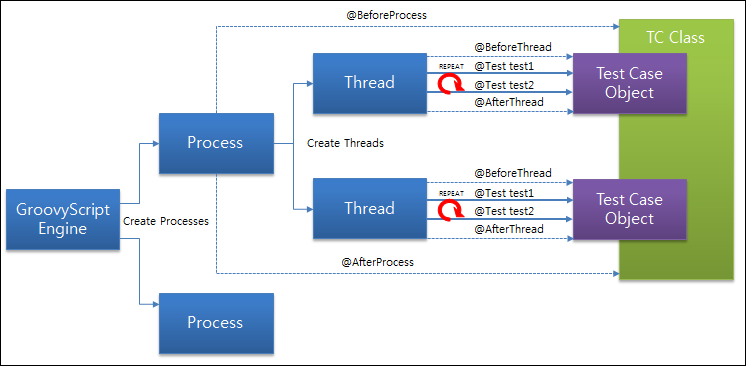 @BeforeProcess
TC Class
@BeforeThread
Thread
REPEAT
@Test test1
@Test test2
@AfterThread
Test Case
Object
Process
Create Threads
@BeforeThread
Thread
REPEAT
@Test test1
@Test test2
@AfterThread
Test Case
Object
GroovyScript
Engine
Create Processes
@AfterProcess
Process